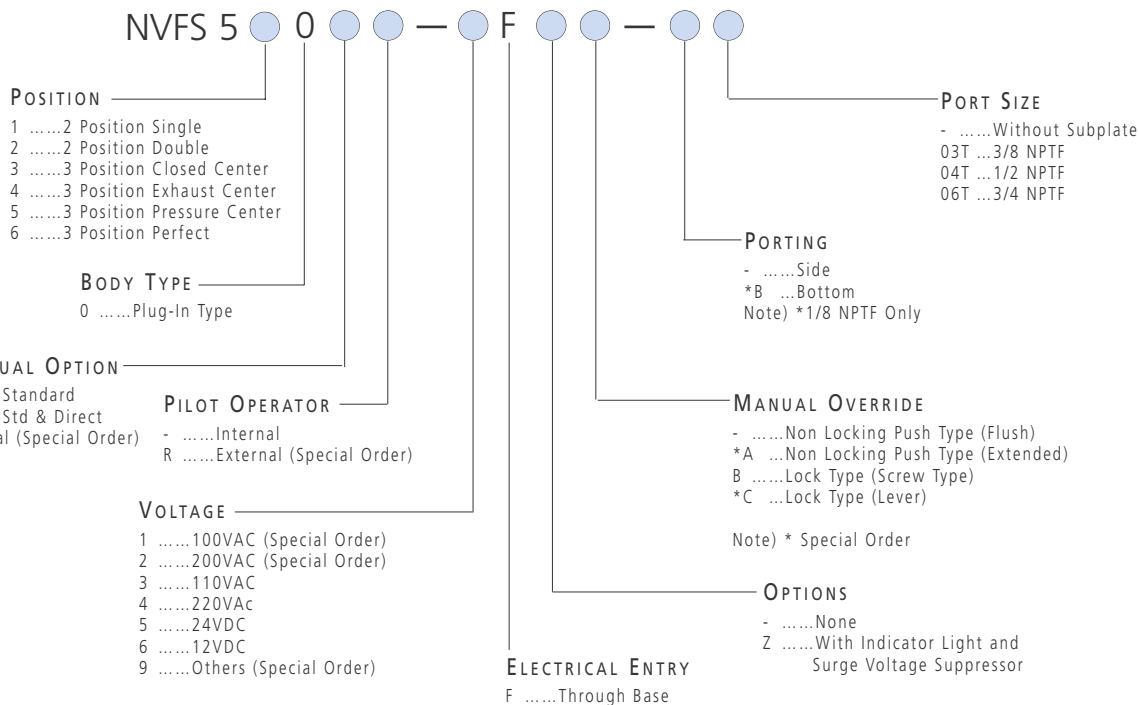 NVFS 5 0 — F —
POSITION
1 ......2 Position Single
2 ......2 Position Double
3 ......3 Position Closed Center
4 ......3 Position Exhaust Center
5 ......3 Position Pressure Center
6 ......3 Position Perfect
BODY TYPE
0 ......Plug-In Type
OPTION
Standard
Std & Direct
(Special Order)
PILOT OPERATOR
- ......Internal
R ......External (Special Order)
VOLTAGE
1 ......100VAC (Special Order)
2 ......200VAC (Special Order)
3 ......110VAC
4 ......220VAc
5 ......24VDC
6 ......12VDC
9 ......Others (Special Order)
ELECTRICAL ENTRY
F ......Through Base
OPTIONS
- ......None
Z ......With Indicator Light and
Surge Voltage Suppressor
MANUAL OVERRIDE
- ......Non Locking Push Type (Flush)
*A ...Non Locking Push Type (Extended)
B ......Lock Type (Screw Type)
*C ...Lock Type (Lever)
Note) * Special Order
PORTING
- ......Side
*B ...Bottom
Note) *1/8 NPTF Only
PORT SIZE
- ......Without Subplate
03T ...3/8 NPTF
04T ...1/2 NPTF
06T ...3/4 NPTF